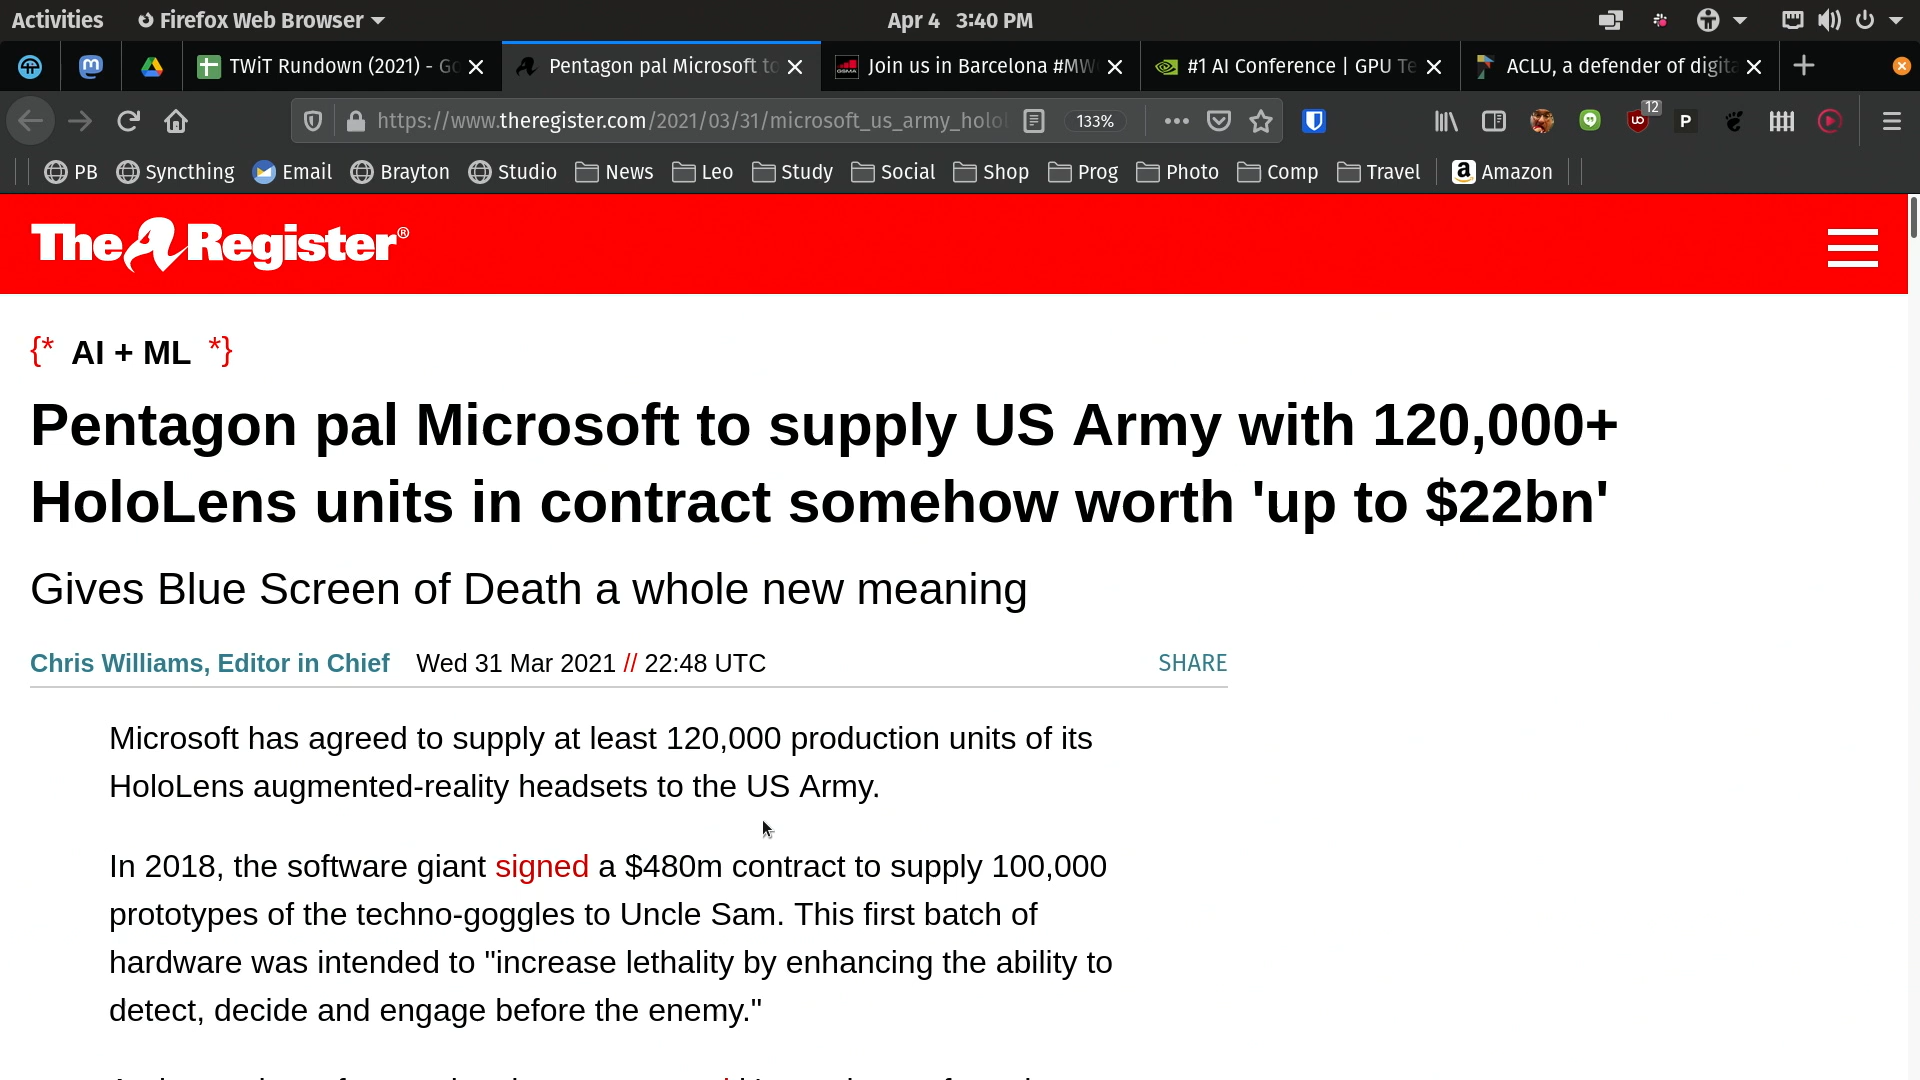 Activities Firefox Web Browser Apr 4 3:40 PM
TWiT Rundown (2021) - Go Pentagon pal Microsoft to Join us in Barcelona #MW #1 AI Conference | GPU Te ACLU, a defender of digita
https://www.theregister.com/2021/03/31/microsoft_us_army_holol 133% 12
PB Syncthing Email Brayton Studio News Leo Study Social Shop Prog Photo Comp Travel Amazon
The Register®
{* AI + ML *}
Pentagon pal Microsoft to supply US Army with 120,000+
HoloLens units in contract somehow worth 'up to $22bn'
Gives Blue Screen of Death a whole new meaning
Chris Williams, Editor in Chief Wed 31 Mar 2021 // 22:48 UTC SHARE
Microsoft has agreed to supply at least 120,000 production units of its
HoloLens augmented-reality headsets to the US Army.
In 2018, the software giant signed a $480m contract to supply 100,000
prototypes of the techno-goggles to Uncle Sam. This first batch of
hardware was intended to "increase lethality by enhancing the ability to
detect, decide and engage before the enemy."